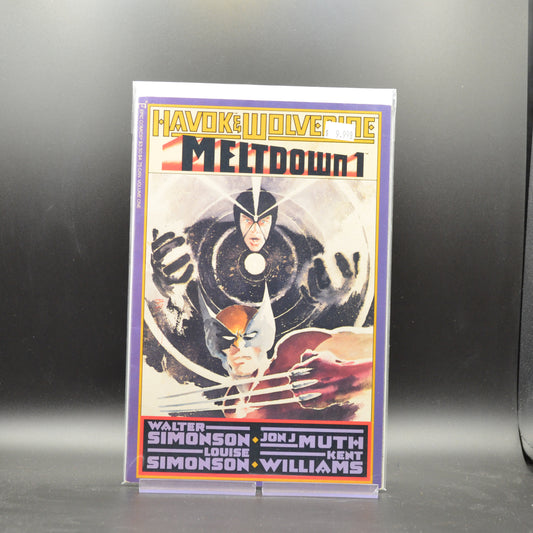 HAVOK & WOLVERINE
MELTDOWN 1
WALTER
SIMONSON • JON J MUTH
LOUISE KENT
SIMONSON • WILLIAMS